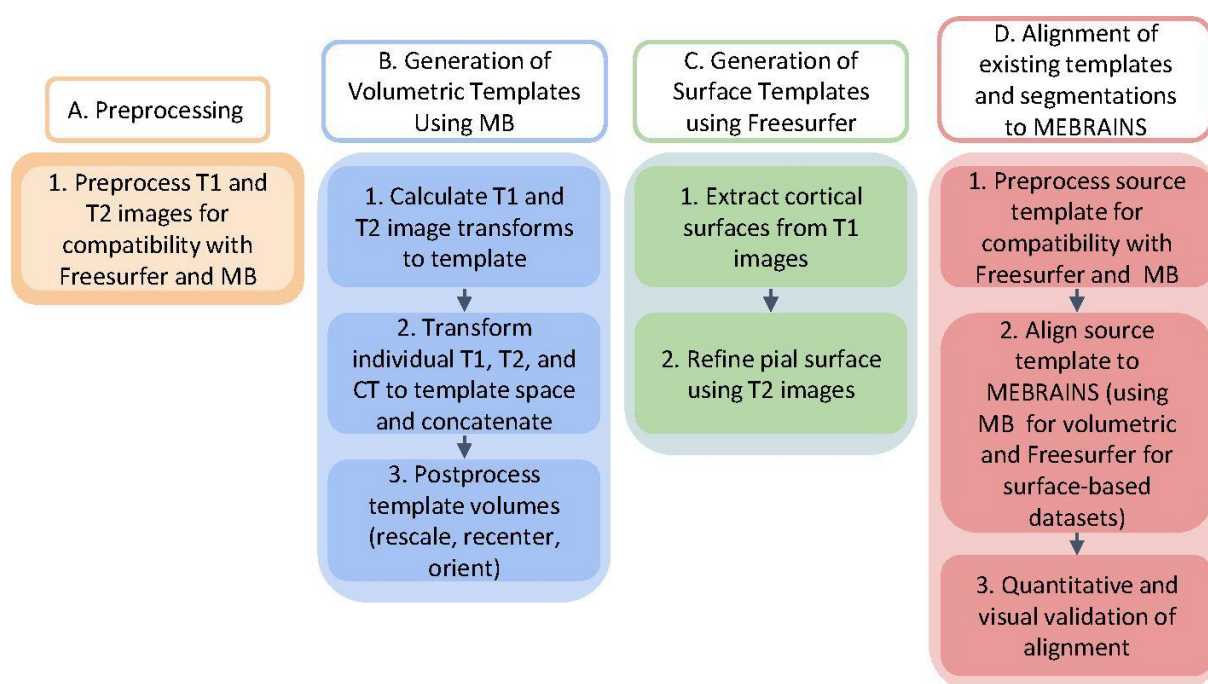 A. Preprocessing
1. Preprocess T1 and
T2 images for
compatibility with
Freesurfer and MB
B. Generation of
Volumetric Templates
Using MB
1. Calculate T1 and
T2 image transforms
to template
2. Transform
individual T1, T2, and
CT to template space
and concatenate
3. Postprocess
template volumes
(rescale, recenter,
orient)
C. Generation of
Surface Templates
using Freesurfer
1. Extract cortical
surfaces from T1
images
2. Refine pial surface
using T2 images
D. Alignment of
existing templates
and segmentations
to MEBRAINS
1. Preprocess source
template for
compatibility with
Freesurfer and MB
2. Align source
template to
MEBRAINS (using
MB for volumetric
and Freesurfer for
surface-based
datasets)
3. Quantitative and
visual validation of
alignment